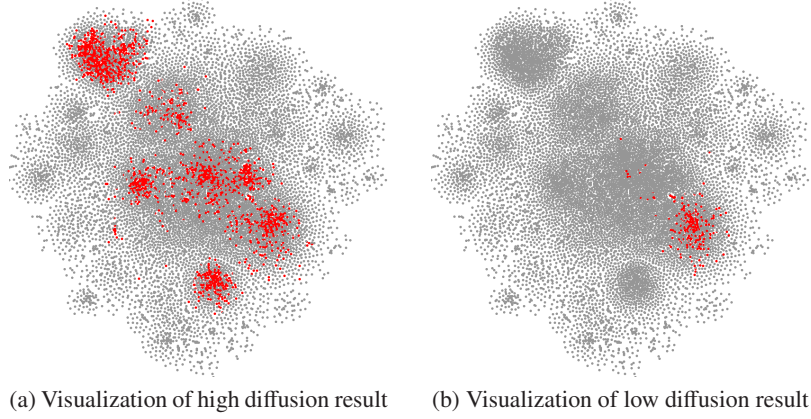 (a) Visualization of high diffusion result
(b) Visualization of low diffusion result